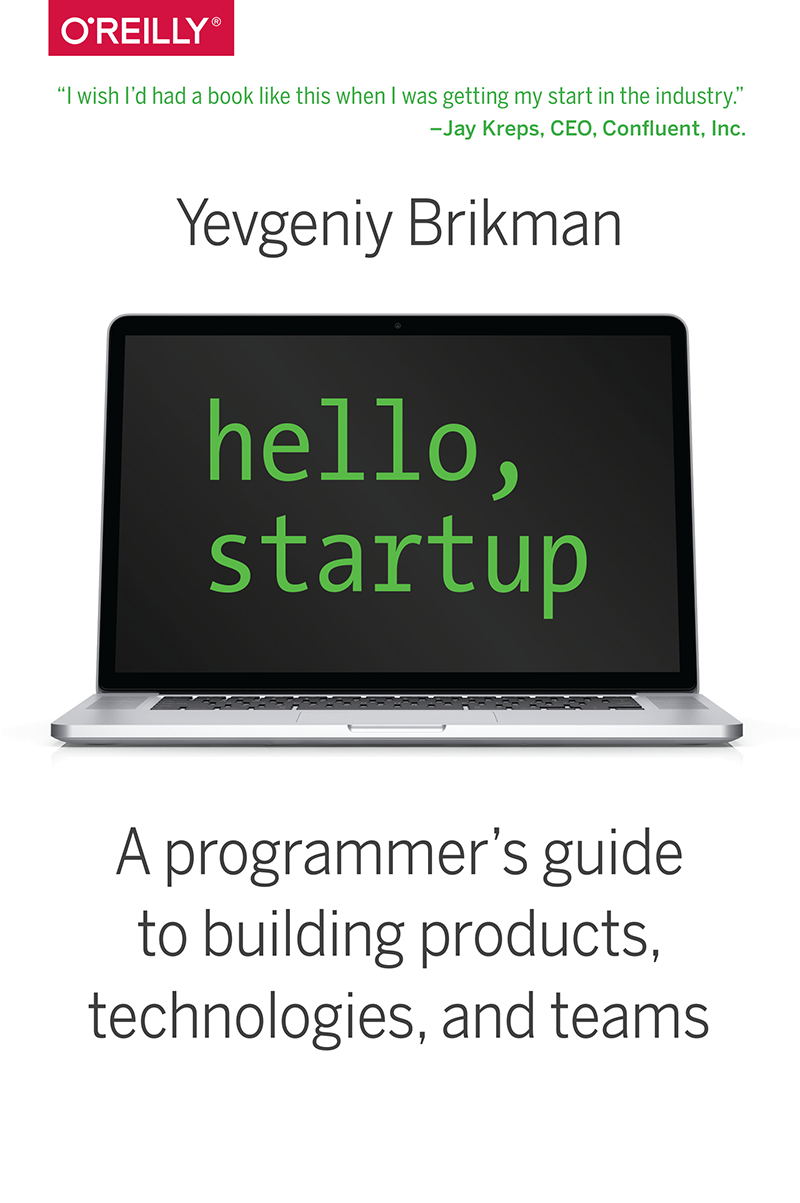 O'REILLY®
“I wish I’d had a book like this when I was getting my start in the industry.”
–Jay Kreps, CEO, Confluent, Inc.
Yevgeniy Brikman
hello,
startup
A programmer’s guide
to building products,
technologies, and teams